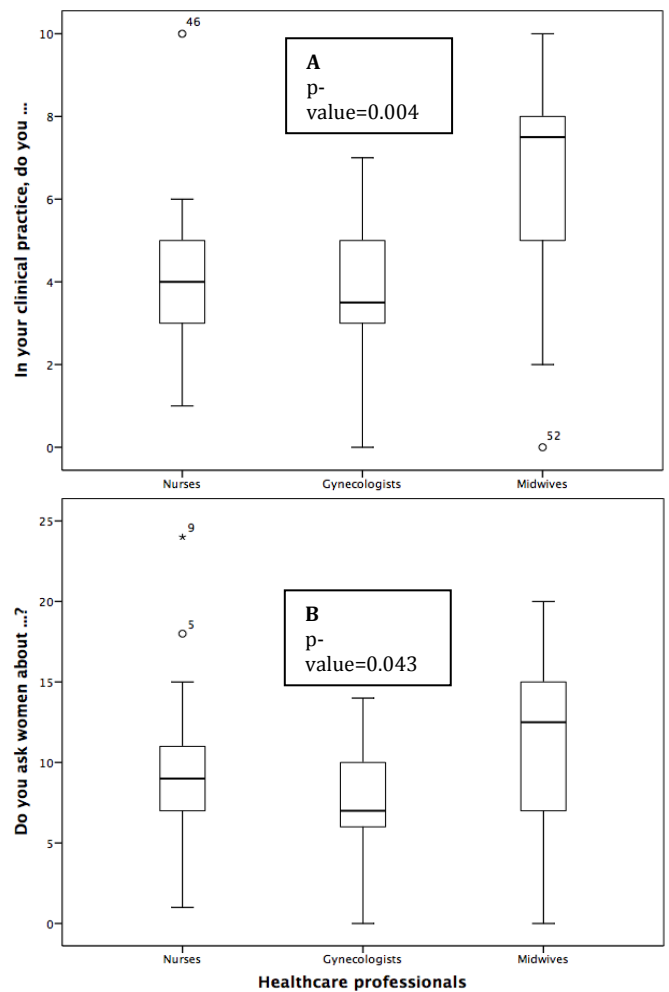 46
10
A
p-
value=0.004
8
6
4
2
52
0
In your clinical practice, do you ...
Nurses Gynecologists Midwives
25
9
20
5
B
p-
value=0.043
15
10
5
0
Do you ask women about ...?
Nurses Gynecologists Midwives
Healthcare professionals